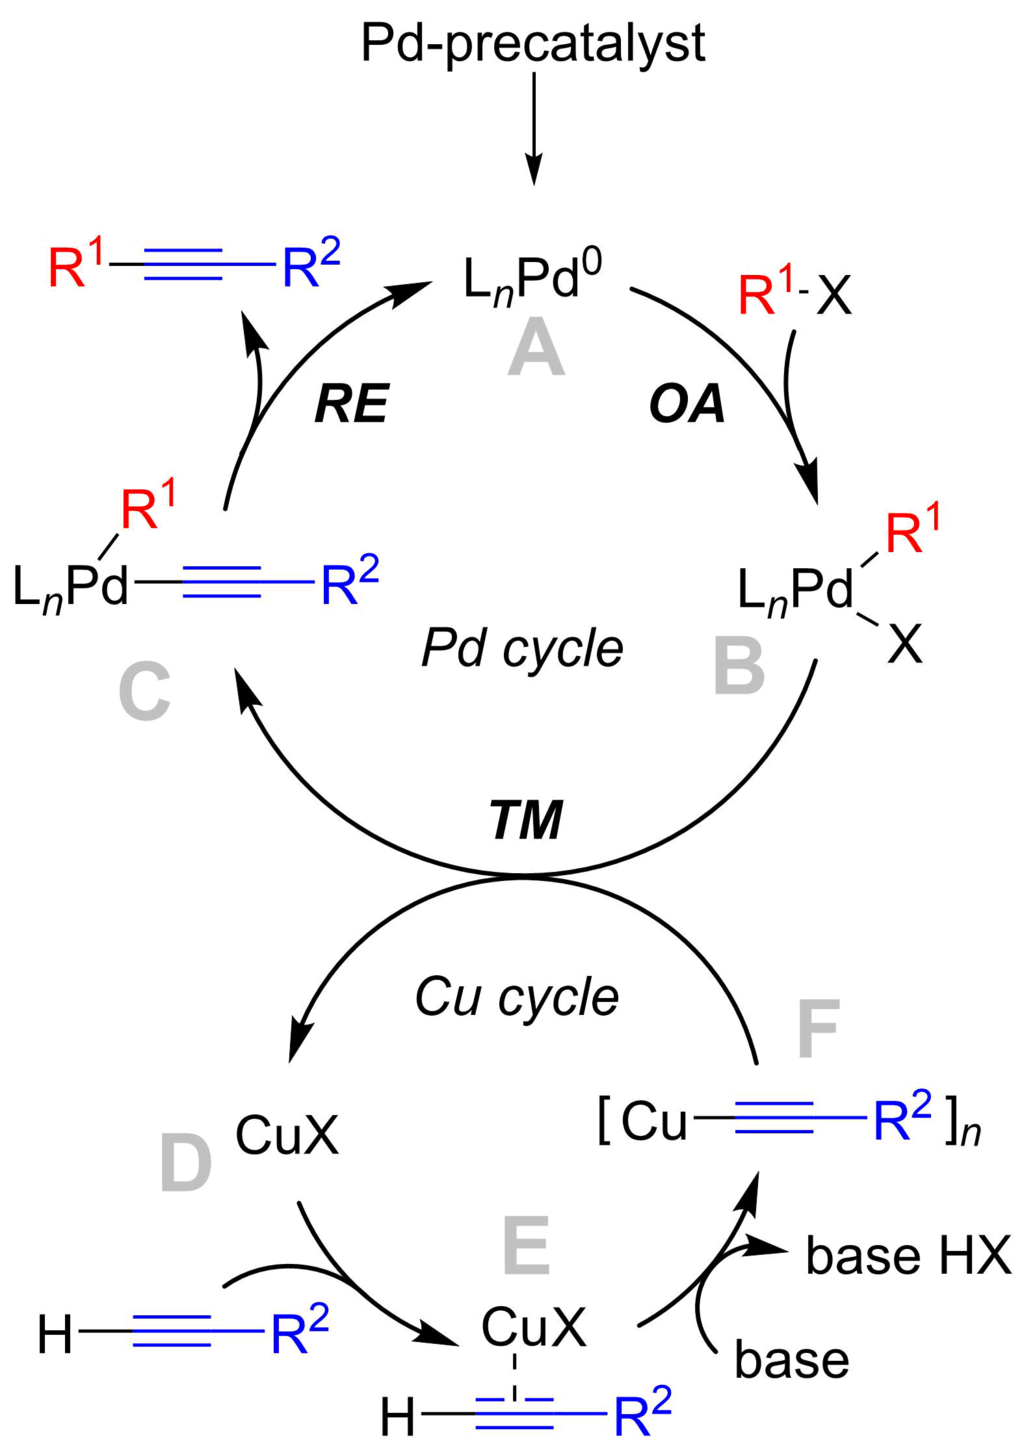 Pd-precatalyst
R¹ R²
LₙPd⁰
R¹-X
A
RE
OA
R¹
LₙPd R²
R¹
LₙPd
X
Pd cycle
B
C
TM
Cu cycle
F
CuX
D
[Cu R²]ₙ
E
base HX
H R²
CuX
base
H R²